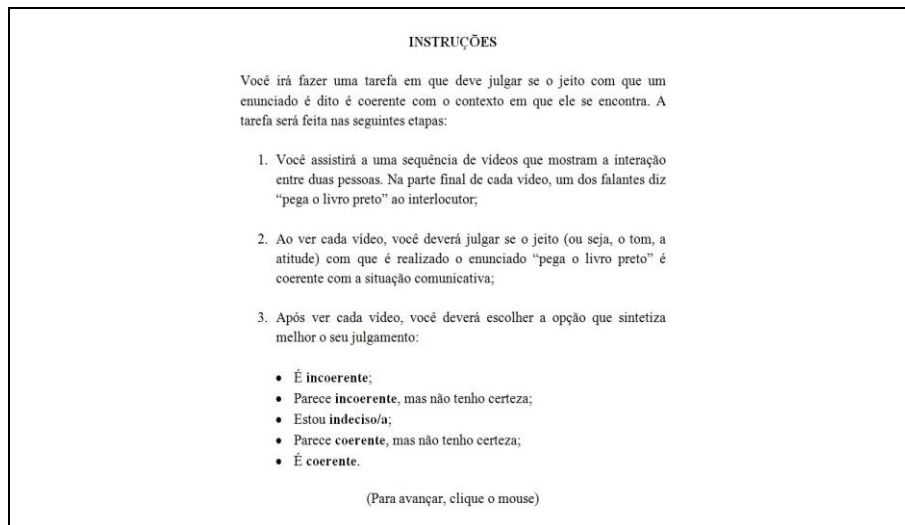 INSTRUÇÕES
Você irá fazer uma tarefa em que deve julgar se o jeito com que um
enunciado é dito é coerente com o contexto em que ele se encontra. A
tarefa será feita nas seguintes etapas:
1. Você assistirá a uma sequência de vídeos que mostram a interação
entre duas pessoas. Na parte final de cada vídeo, um dos falantes diz
“pega o livro preto” ao interlocutor;
2. Ao ver cada vídeo, você deverá julgar se o jeito (ou seja, o tom, a
atitude) com que é realizado o enunciado “pega o livro preto” é
coerente com a situação comunicativa;
3. Após ver cada vídeo, você deverá escolher a opção que sintetiza
melhor o seu julgamento:
• É incoerente;
• Parece incoerente, mas não tenho certeza;
• Estou indeciso/a;
• Parece coerente, mas não tenho certeza;
• É coerente.
(Para avançar, clique o mouse)